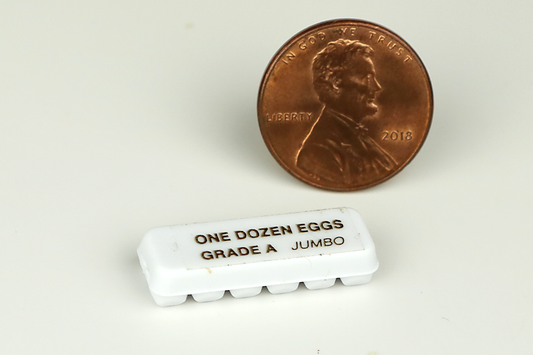 IN GOD WE TRUST
LIBERTY
2018
ONE DOZEN EGGS
GRADE A JUMBO